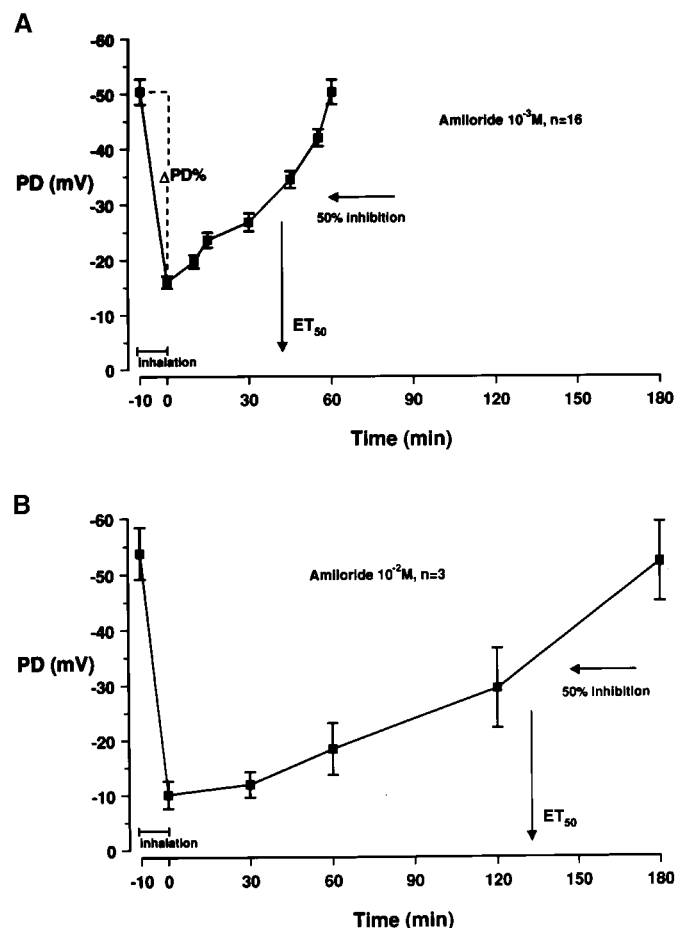 A
-60
-50
-40
-30
-20
-10
0
PD (mV)
ΔPD%
Amiloride 10⁻³M, n=16
50% inhibition
ET₅₀
inhalation
-10 0 30 60 90 120 150 180
Time (min)
B
-60
-50
-40
-30
-20
-10
0
PD (mV)
Amiloride 10⁻²M, n=3
50% inhibition
ET₅₀
inhalation
-10 0 30 60 90 120 150 180
Time (min)